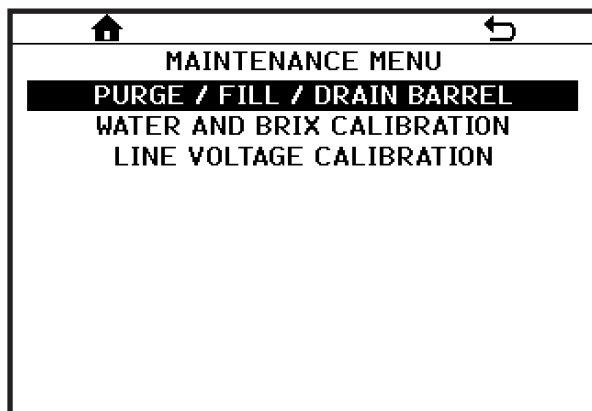 MAINTENANCE MENU
PURGE / FILL / DRAIN BARREL
WATER AND BRIX CALIBRATION
LINE VOLTAGE CALIBRATION